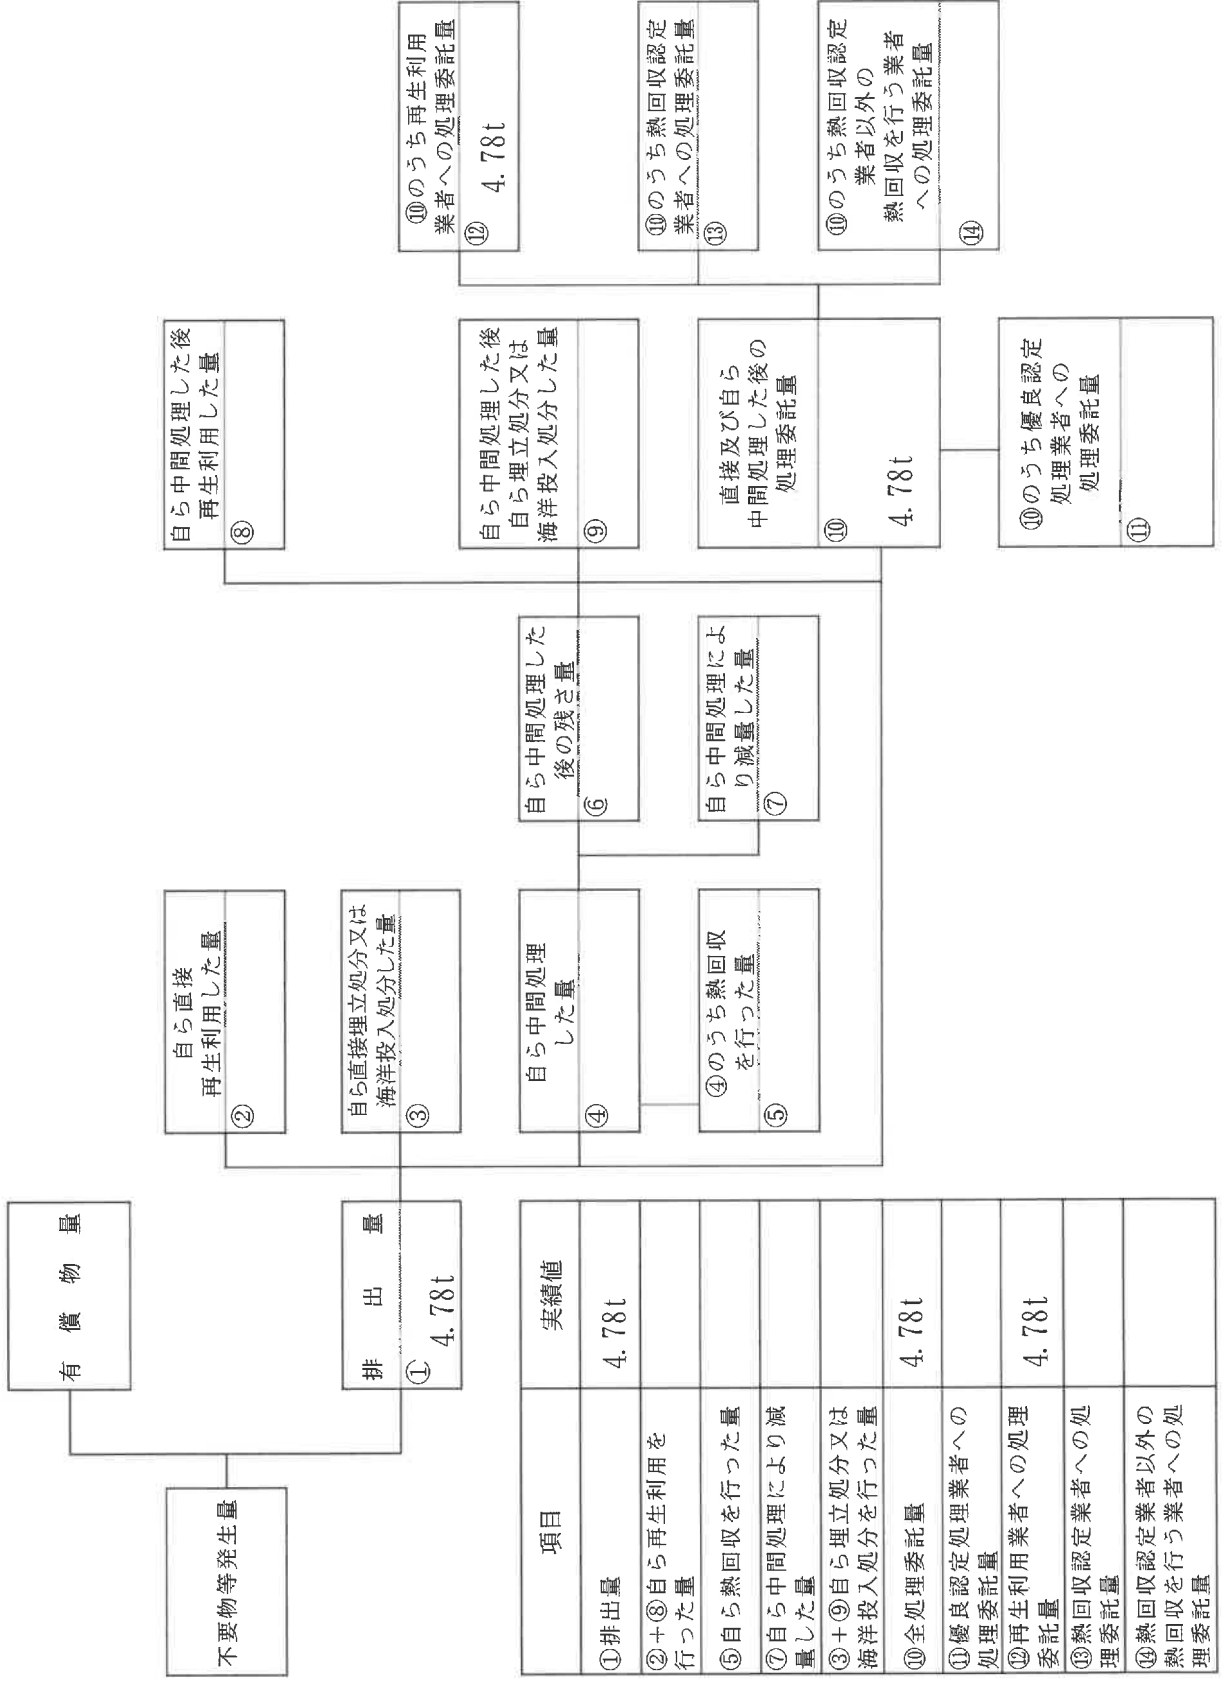 不要物等発生量
有償物量
排出量
① 4.78t
自ら直接
再生利用した量
②
自ら直接埋立処分又は
海洋投入処分した量
③
自ら中間処理
した量
④
④のうち熱回収
を行った量
⑤
自ら中間処理した
後の残さ量
⑥
自ら中間処理によ
り減量した量
⑦
自ら中間処理した後
再生利用した量
⑧
自ら中間処理した後
自ら埋立処分又は
海洋投入処分した量
⑨
直接及び自ら
中間処理した後の
処理委託量
⑩
4.78t
⑩のうち優良認定
処理業者への
処理委託量
⑪
⑩のうち再生利用
業者への処理委託量
⑫ 4.78t
⑩のうち熱回収認定
業者への処理委託量
⑬
⑩のうち熱回収認定
業者以外の
熱回収を行う業者
への処理委託量
⑭
項目 実績値
①排出量 4.78t
②+⑧自ら再生利用を
行った量
⑤自ら熱回収を行った量
⑦自ら中間処理により減
量した量
③+⑨自ら埋立処分又は
海洋投入処分を行った量
⑩全処理委託量 4.78t
⑪優良認定処理業者への
処理委託量
⑫再生利用業者への処理
委託量 4.78t
⑬熱回収認定業者への処
理委託量
⑭熱回収認定業者以外の
熱回収を行う業者への処
理委託量